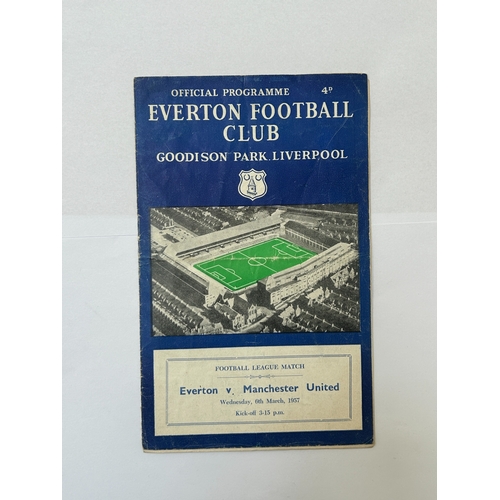 OFFICIAL PROGRAMME 4D
EVERTON FOOTBALL
CLUB
GOODISON PARK. LIVERPOOL
FOOTBALL LEAGUE MATCH
Everton v. Manchester United
Wednesday, 6th March, 1957
Kick-off 3-15 p.m.